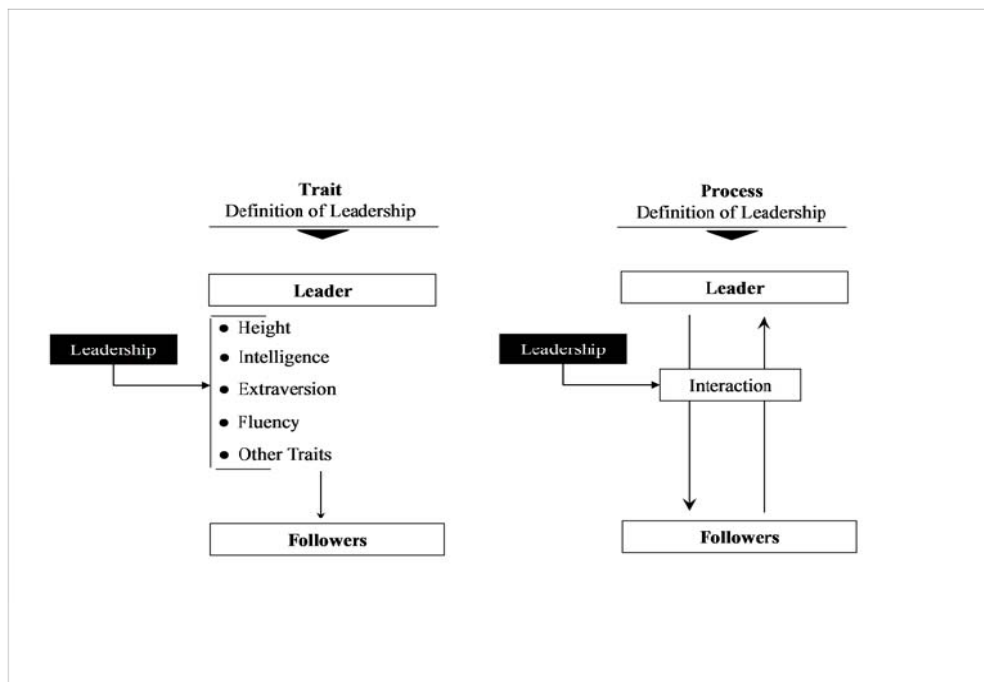 Trait
Definition of Leadership
Leader
Leadership
● Height
● Intelligence
● Extraversion
● Fluency
● Other Traits
Followers
Process
Definition of Leadership
Leader
Leadership
Interaction
Followers